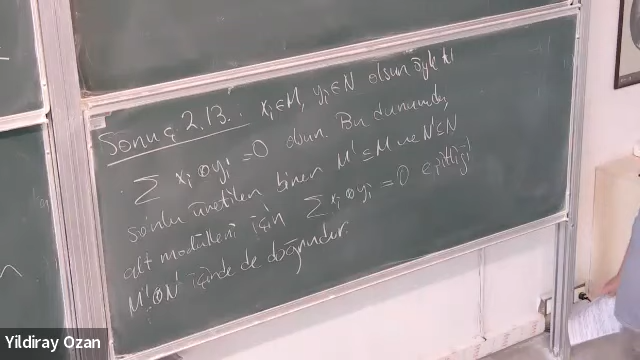 Sonuç 2.13. : xᵢ∈M, yᵢ∈N olsun öyle ki
∑ xᵢ⊗yᵢ = 0 olsun. Bu durumda,
sonlu üretilen birer M' ⊆ M ve N' ⊆ N
alt modülleri için ∑ xᵢ⊗yᵢ = 0 eşitliği
M'⊗N' içinde de doğrudur.
Yildiray Ozan